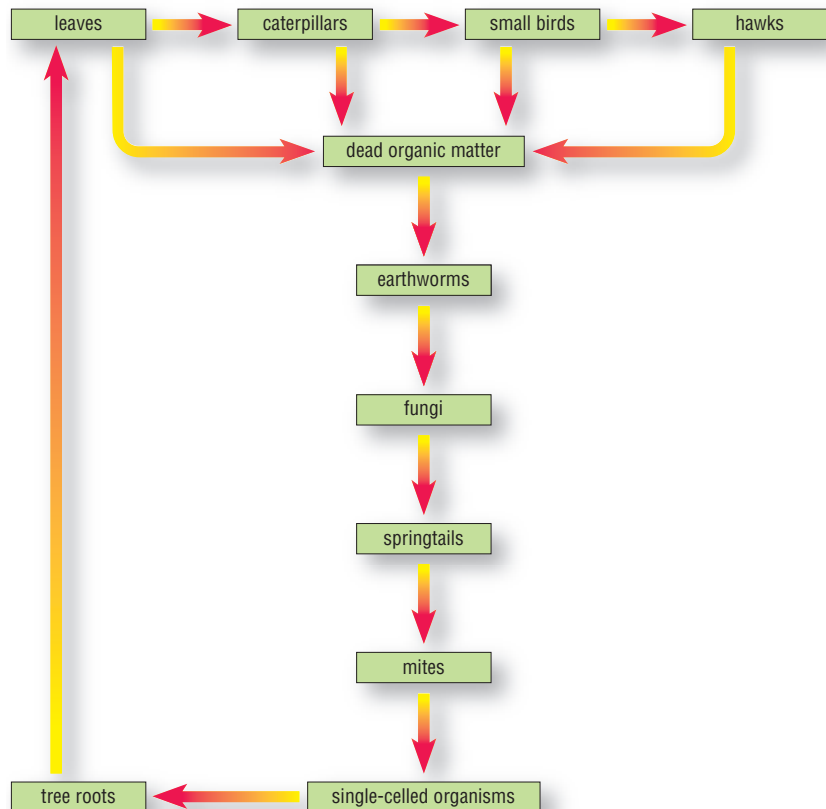 leaves
caterpillars
small birds
hawks
dead organic matter
earthworms
fungi
springtails
mites
tree roots
single-celled organisms